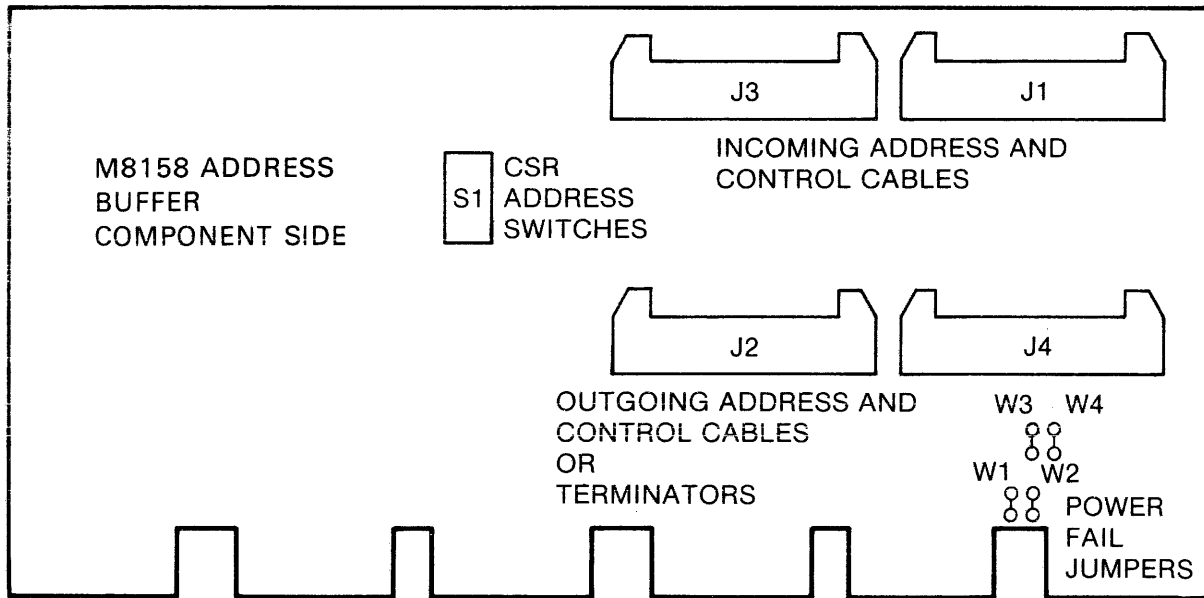 J3
J1
INCOMING ADDRESS AND
CONTROL CABLES
M8158 ADDRESS
BUFFER
COMPONENT SIDE
S1
CSR
ADDRESS
SWITCHES
J2
J4
OUTGOING ADDRESS AND
CONTROL CABLES
OR
TERMINATORS
W3 W4
W1 W2
POWER
FAIL
JUMPERS